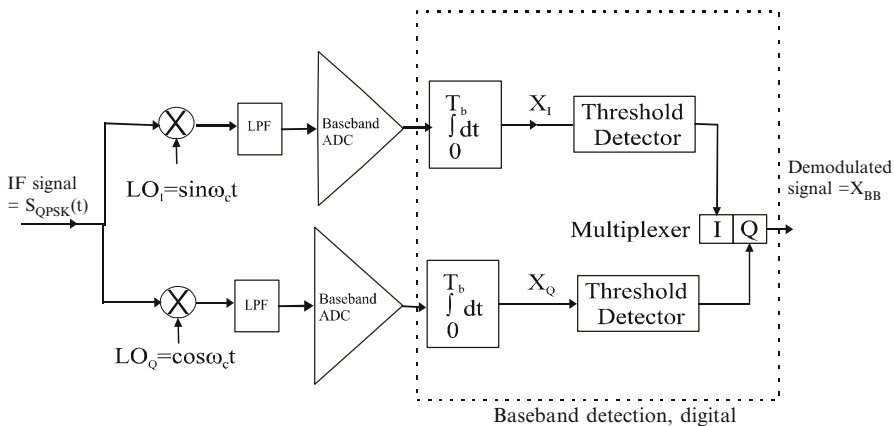 IF signal
= S_QPSK(t)
X
LO_I=sinω_ct
LPF
Baseband
ADC
T_b
∫dt
0
X_I
Threshold
Detector
Demodulated
signal =X_BB
Multiplexer
I Q
X
LO_Q=cosω_ct
LPF
Baseband
ADC
T_b
∫ dt
0
X_Q
Threshold
Detector
Baseband detection, digital